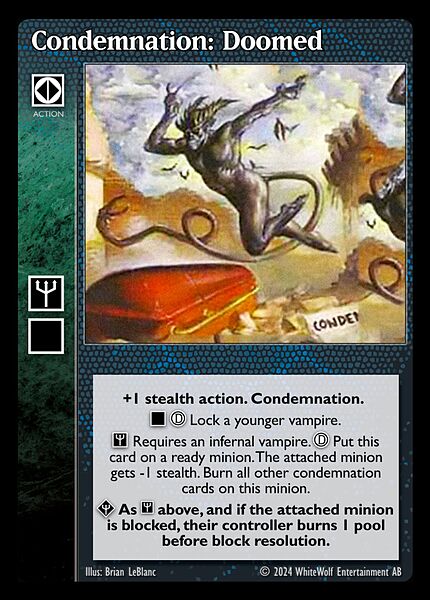 Condemnation: Doomed
ACTION
CONDEM
+1 stealth action. Condemnation.
Ⓓ Lock a younger vampire.
Requires an infernal vampire. Ⓓ Put this
card on a ready minion. The attached minion
gets -1 stealth. Burn all other condemnation
cards on this minion.
As above, and if the attached minion
is blocked, their controller burns 1 pool
before block resolution.
Illus: Brian LeBlanc © 2024 WhiteWolf Entertainment AB